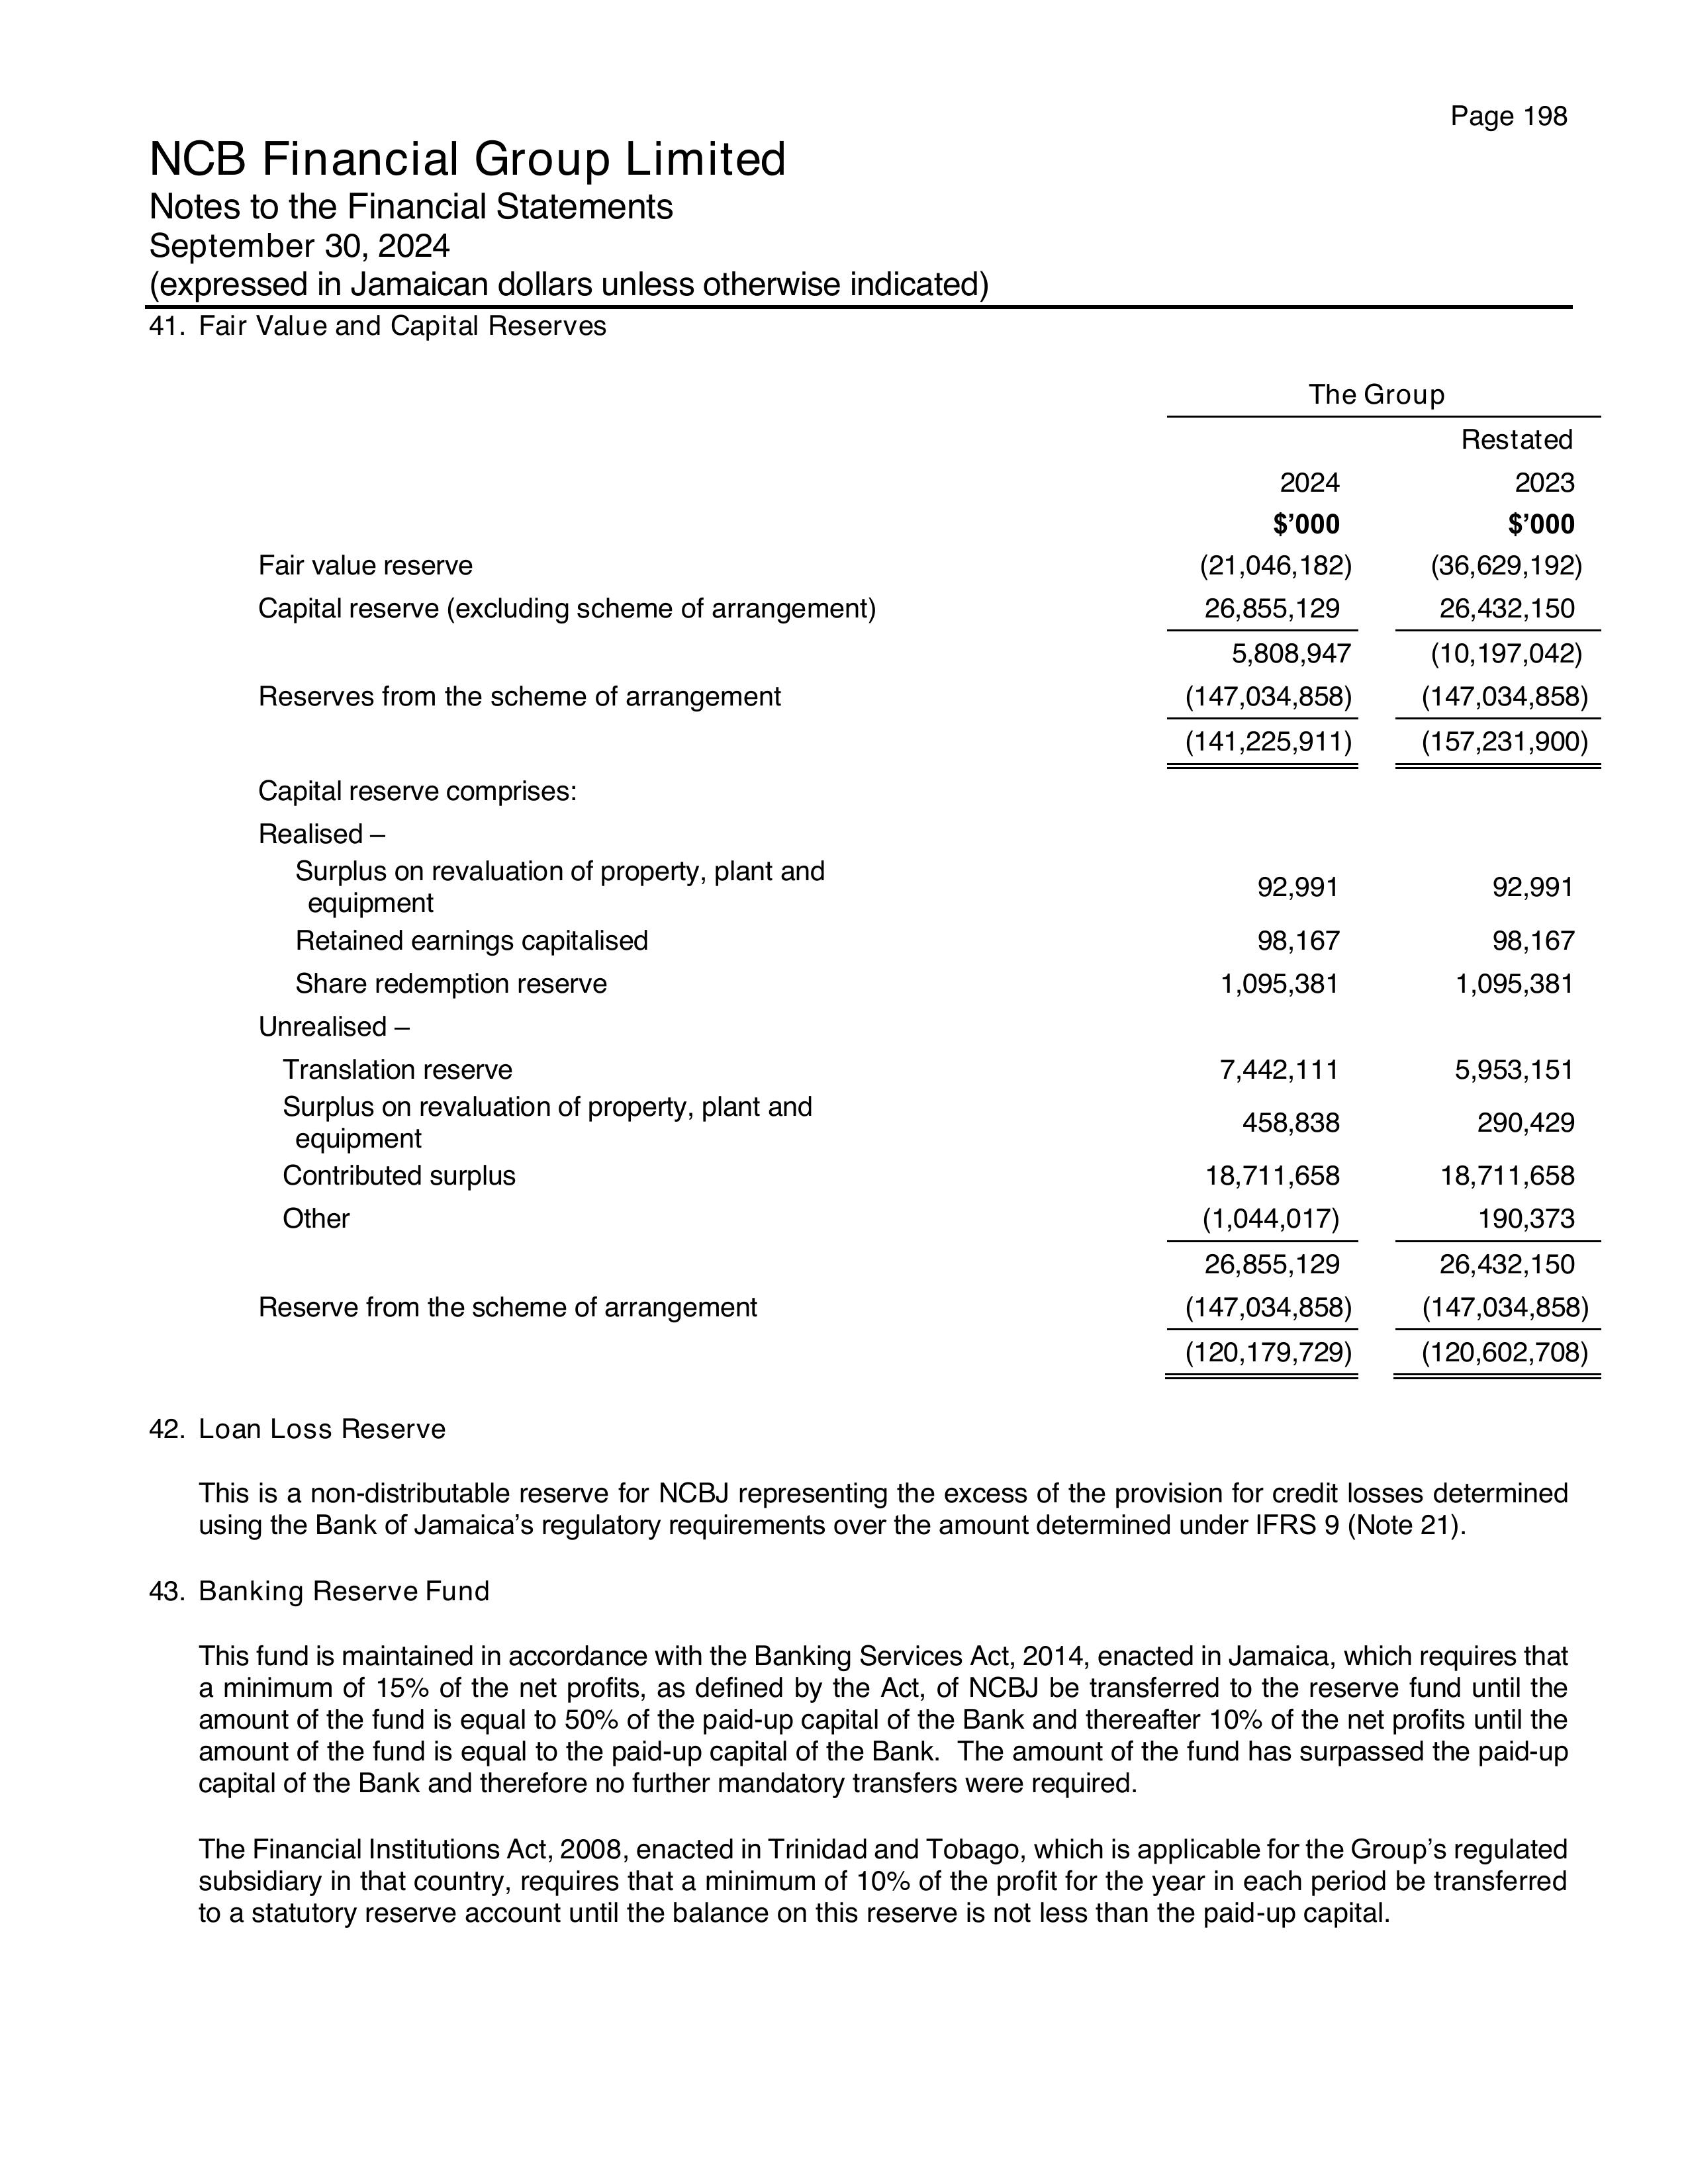 Page 198
NCB Financial Group Limited
Notes to the Financial Statements
September 30, 2024
(expressed in Jamaican dollars unless otherwise indicated)
41. Fair Value and Capital Reserves
The Group
Restated
2024 2023
$’000 $’000
Fair value reserve (21,046,182) (36,629,192)
Capital reserve (excluding scheme of arrangement) 26,855,129 26,432,150
5,808,947 (10,197,042)
Reserves from the scheme of arrangement (147,034,858) (147,034,858)
(141,225,911) (157,231,900)
Capital reserve comprises:
Realised –
Surplus on revaluation of property, plant and
equipment 92,991 92,991
Retained earnings capitalised 98,167 98,167
Share redemption reserve 1,095,381 1,095,381
Unrealised –
Translation reserve 7,442,111 5,953,151
Surplus on revaluation of property, plant and
equipment 458,838 290,429
Contributed surplus 18,711,658 18,711,658
Other (1,044,017) 190,373
26,855,129 26,432,150
Reserve from the scheme of arrangement (147,034,858) (147,034,858)
(120,179,729) (120,602,708)
42. Loan Loss Reserve
This is a non-distributable reserve for NCBJ representing the excess of the provision for credit losses determined
using the Bank of Jamaica’s regulatory requirements over the amount determined under IFRS 9 (Note 21).
43. Banking Reserve Fund
This fund is maintained in accordance with the Banking Services Act, 2014, enacted in Jamaica, which requires that
a minimum of 15% of the net profits, as defined by the Act, of NCBJ be transferred to the reserve fund until the
amount of the fund is equal to 50% of the paid-up capital of the Bank and thereafter 10% of the net profits until the
amount of the fund is equal to the paid-up capital of the Bank. The amount of the fund has surpassed the paid-up
capital of the Bank and therefore no further mandatory transfers were required.
The Financial Institutions Act, 2008, enacted in Trinidad and Tobago, which is applicable for the Group’s regulated
subsidiary in that country, requires that a minimum of 10% of the profit for the year in each period be transferred
to a statutory reserve account until the balance on this reserve is not less than the paid-up capital.